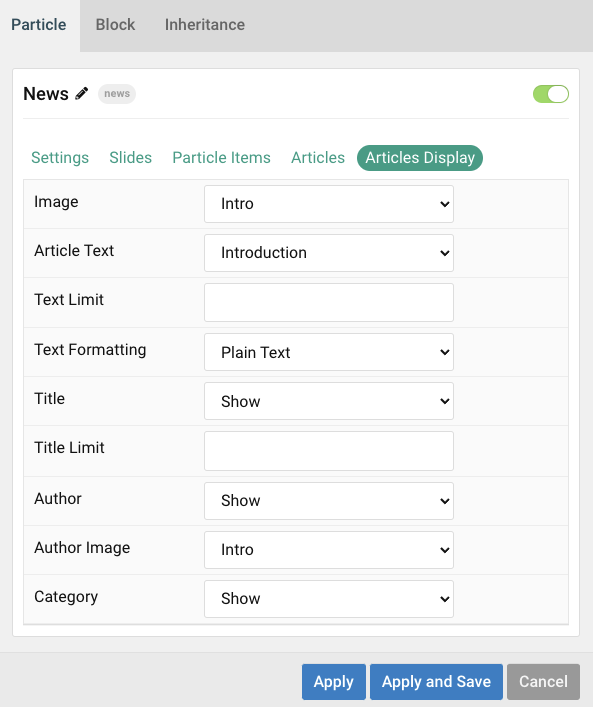 Particle Block Inheritance
News news
Settings Slides Particle Items Articles Articles Display
Image Intro
Article Text Introduction
Text Limit
Text Formatting Plain Text
Title Show
Title Limit
Author Show
Author Image Intro
Category Show
Apply Apply and Save Cancel